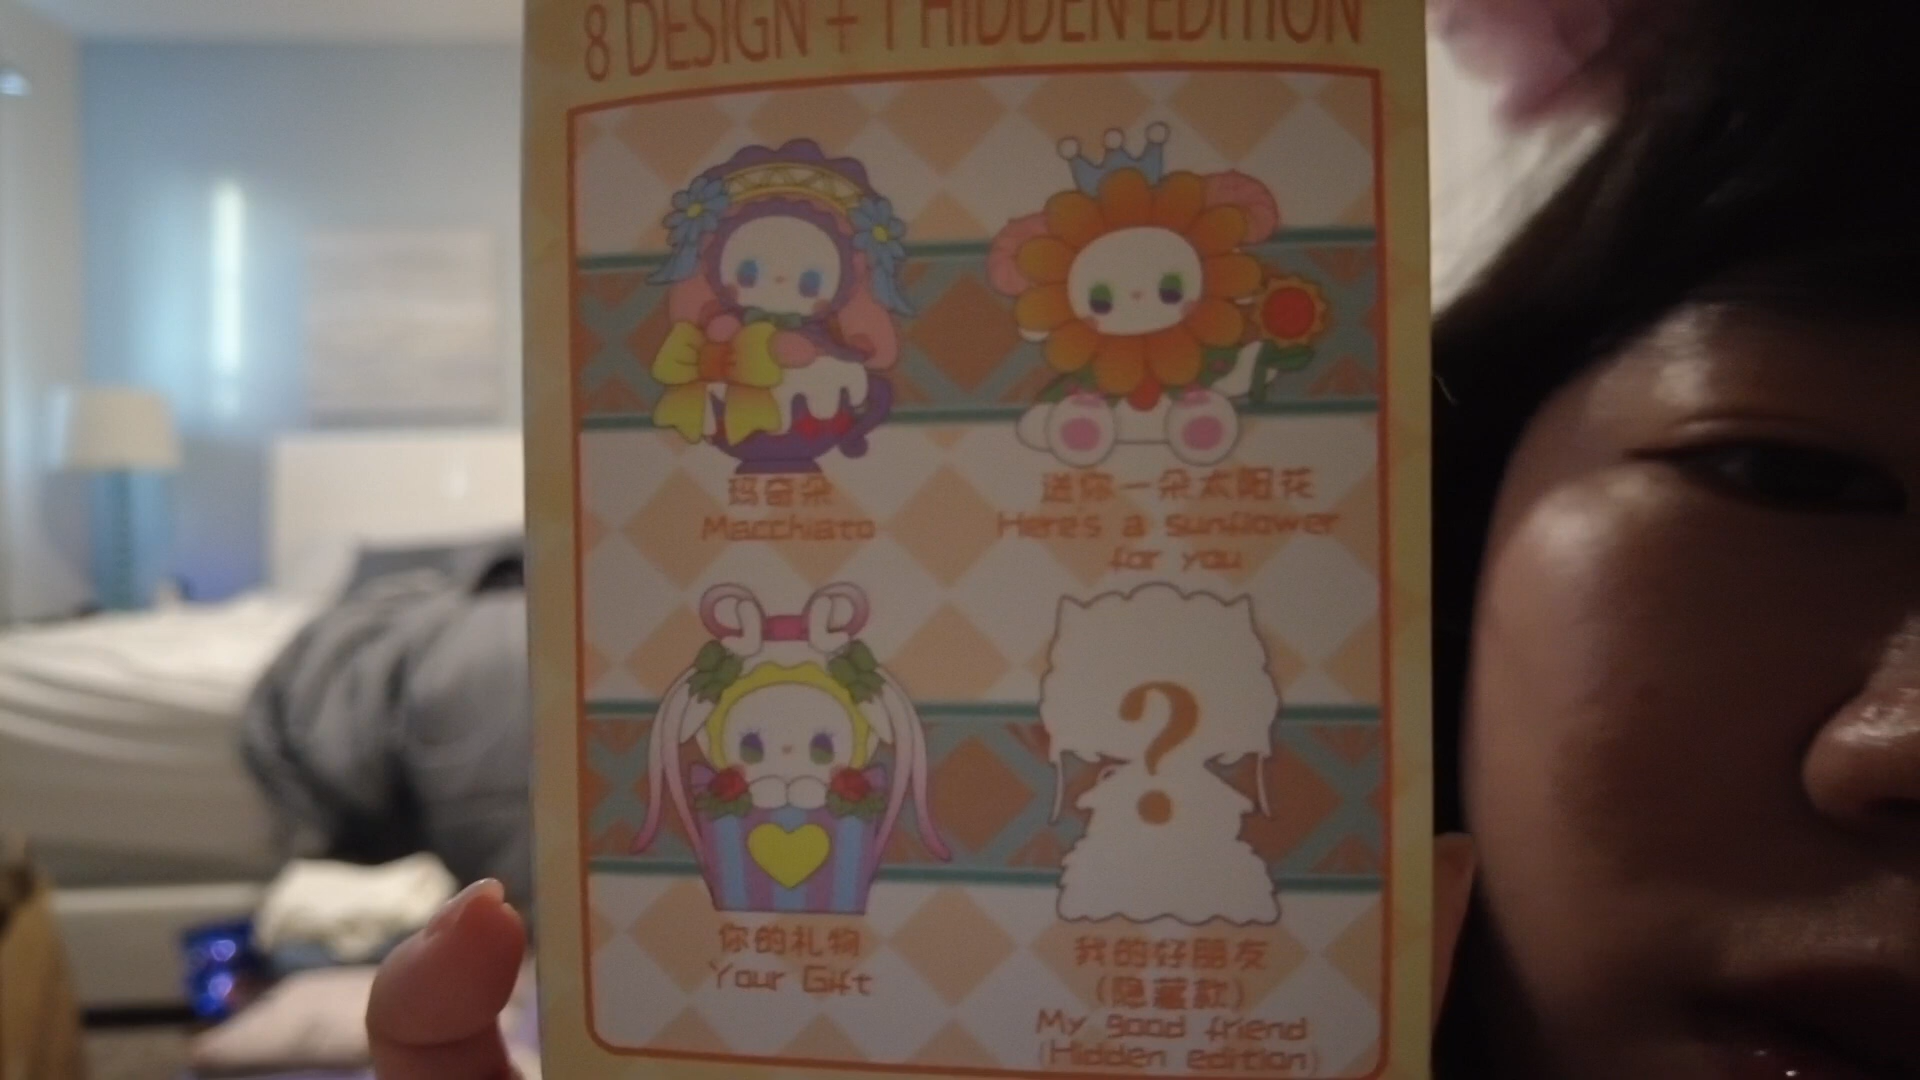 8 DESIGN + 1 HIDDEN EDITION
玛奇朵
Macchiato
送你一朵太阳花
Here's a sunflower
for you
你的礼物
Your Gift
?
我的好朋友
(隐藏款)
My good friend
(Hidden edition)